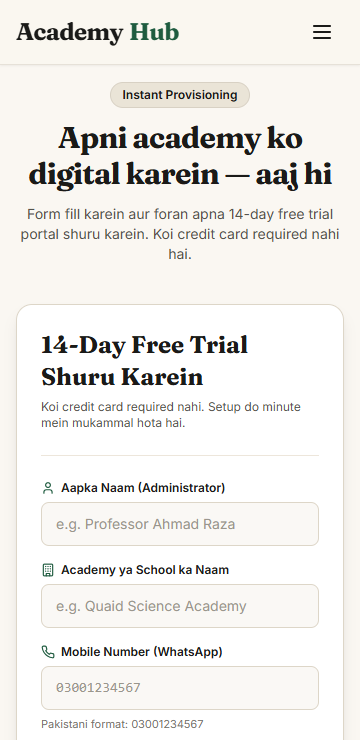 Academy Hub
Instant Provisioning
Apni academy ko
digital karein — aaj hi
Form fill karein aur foran apna 14-day free trial
portal shuru karein. Koi credit card required nahi
hai.
14-Day Free Trial
Shuru Karein
Koi credit card required nahi. Setup do minute
mein mukammal hota hai.
Aapka Naam (Administrator)
e.g. Professor Ahmad Raza
Academy ya School ka Naam
e.g. Quaid Science Academy
Mobile Number (WhatsApp)
03001234567
Pakistani format: 03001234567